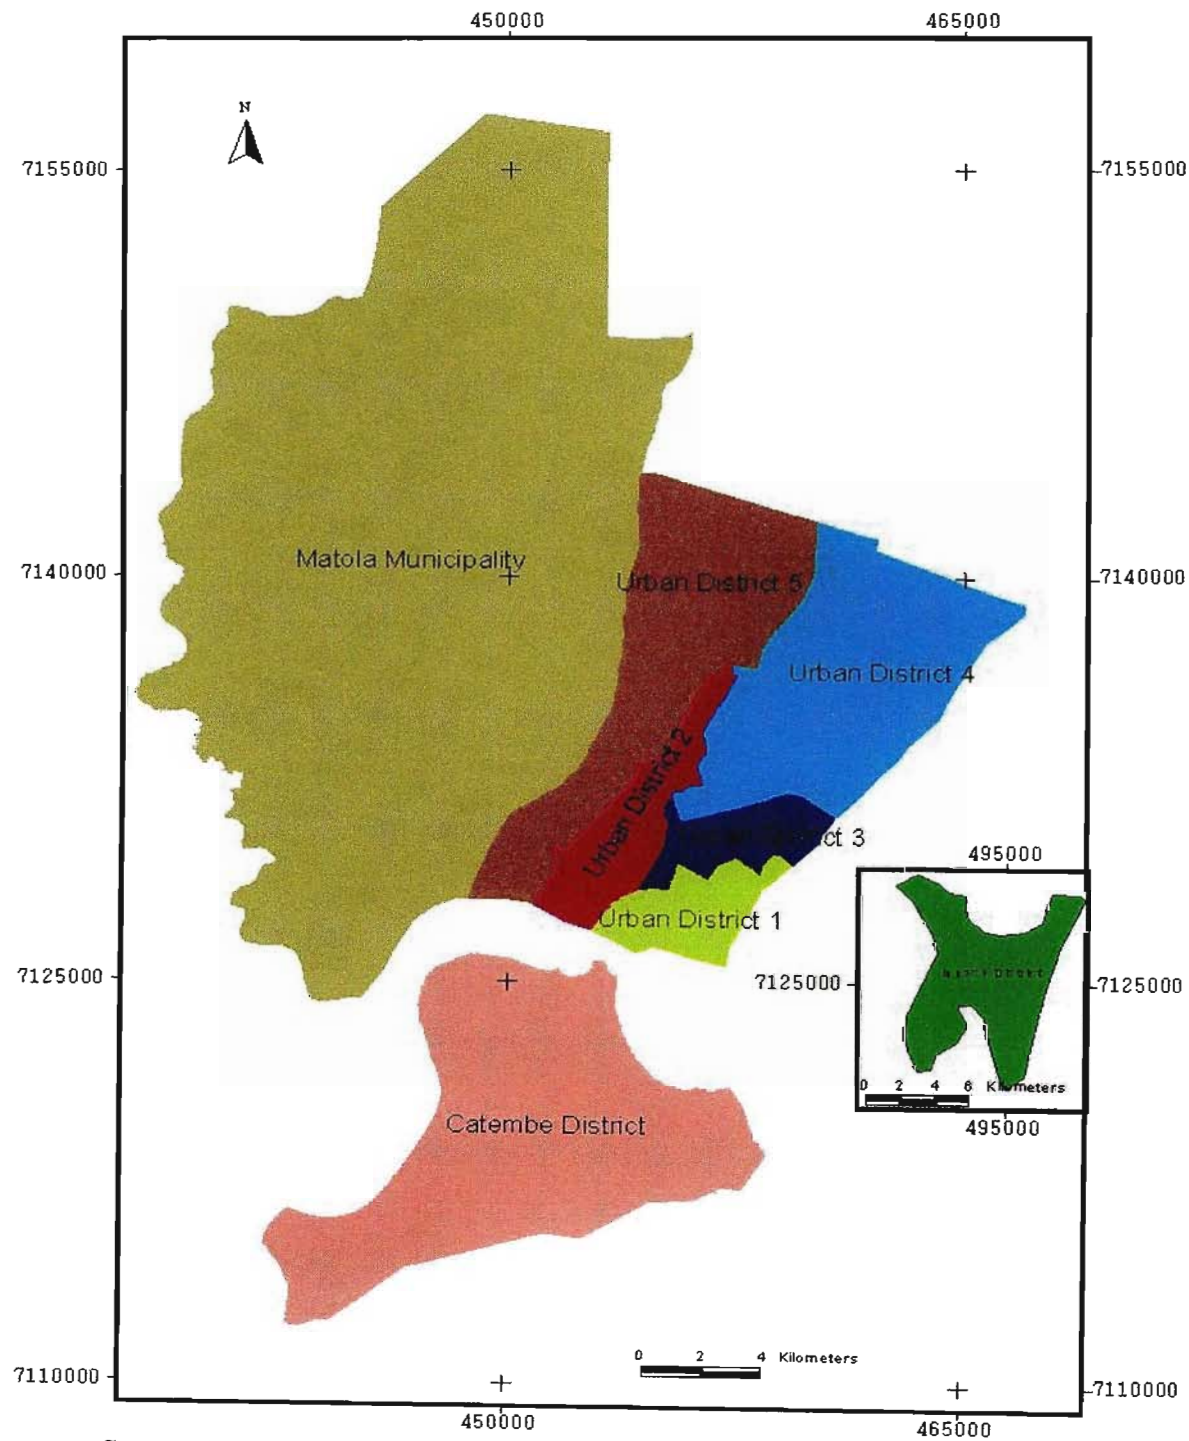 450000
465000
N
7155000
7155000
Matola Municipality
7140000
Urban District 5
7140000
Urban District 4
Urban District 2
District 3
495000
Urban District 1
7125000
7125000
7125000
0 2 4 6 Kilometers
495000
Catembe District
0 2 4 Kilometers
7110000
7110000
450000
465000